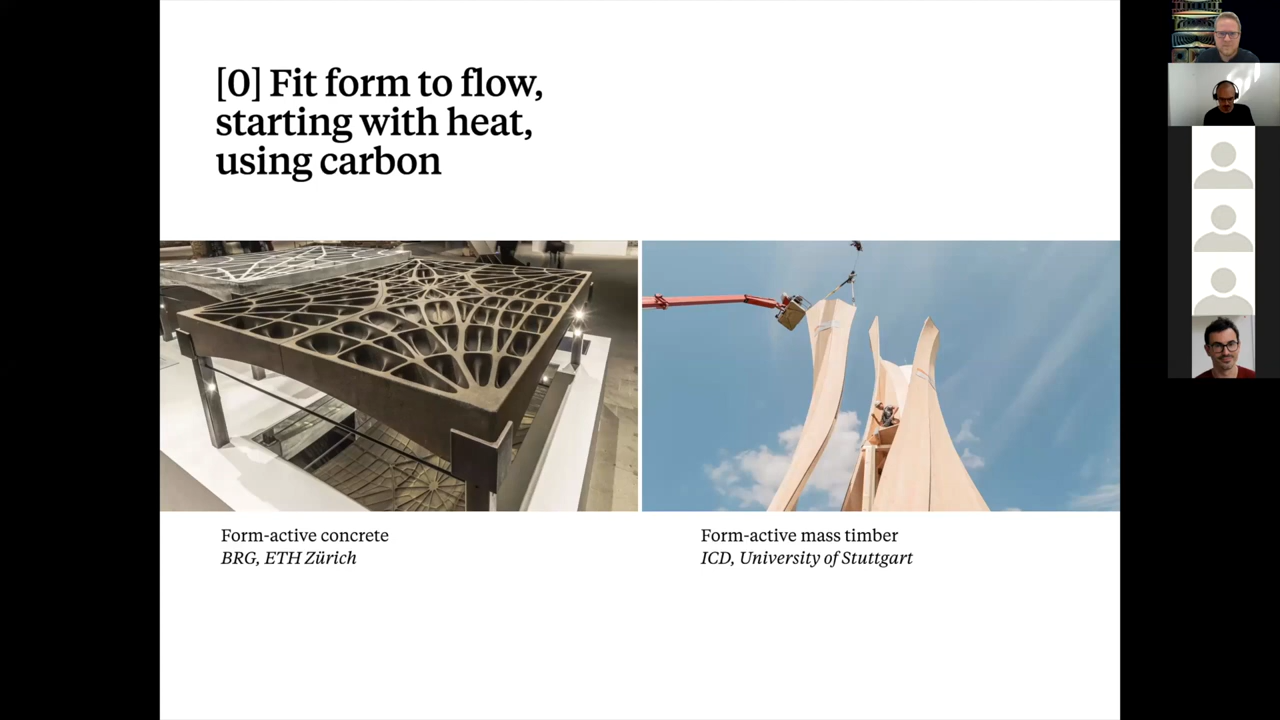 [0] Fit form to flow,
starting with heat,
using carbon
Form-active concrete
BRG, ETH Zürich
Form-active mass timber
ICD, University of Stuttgart